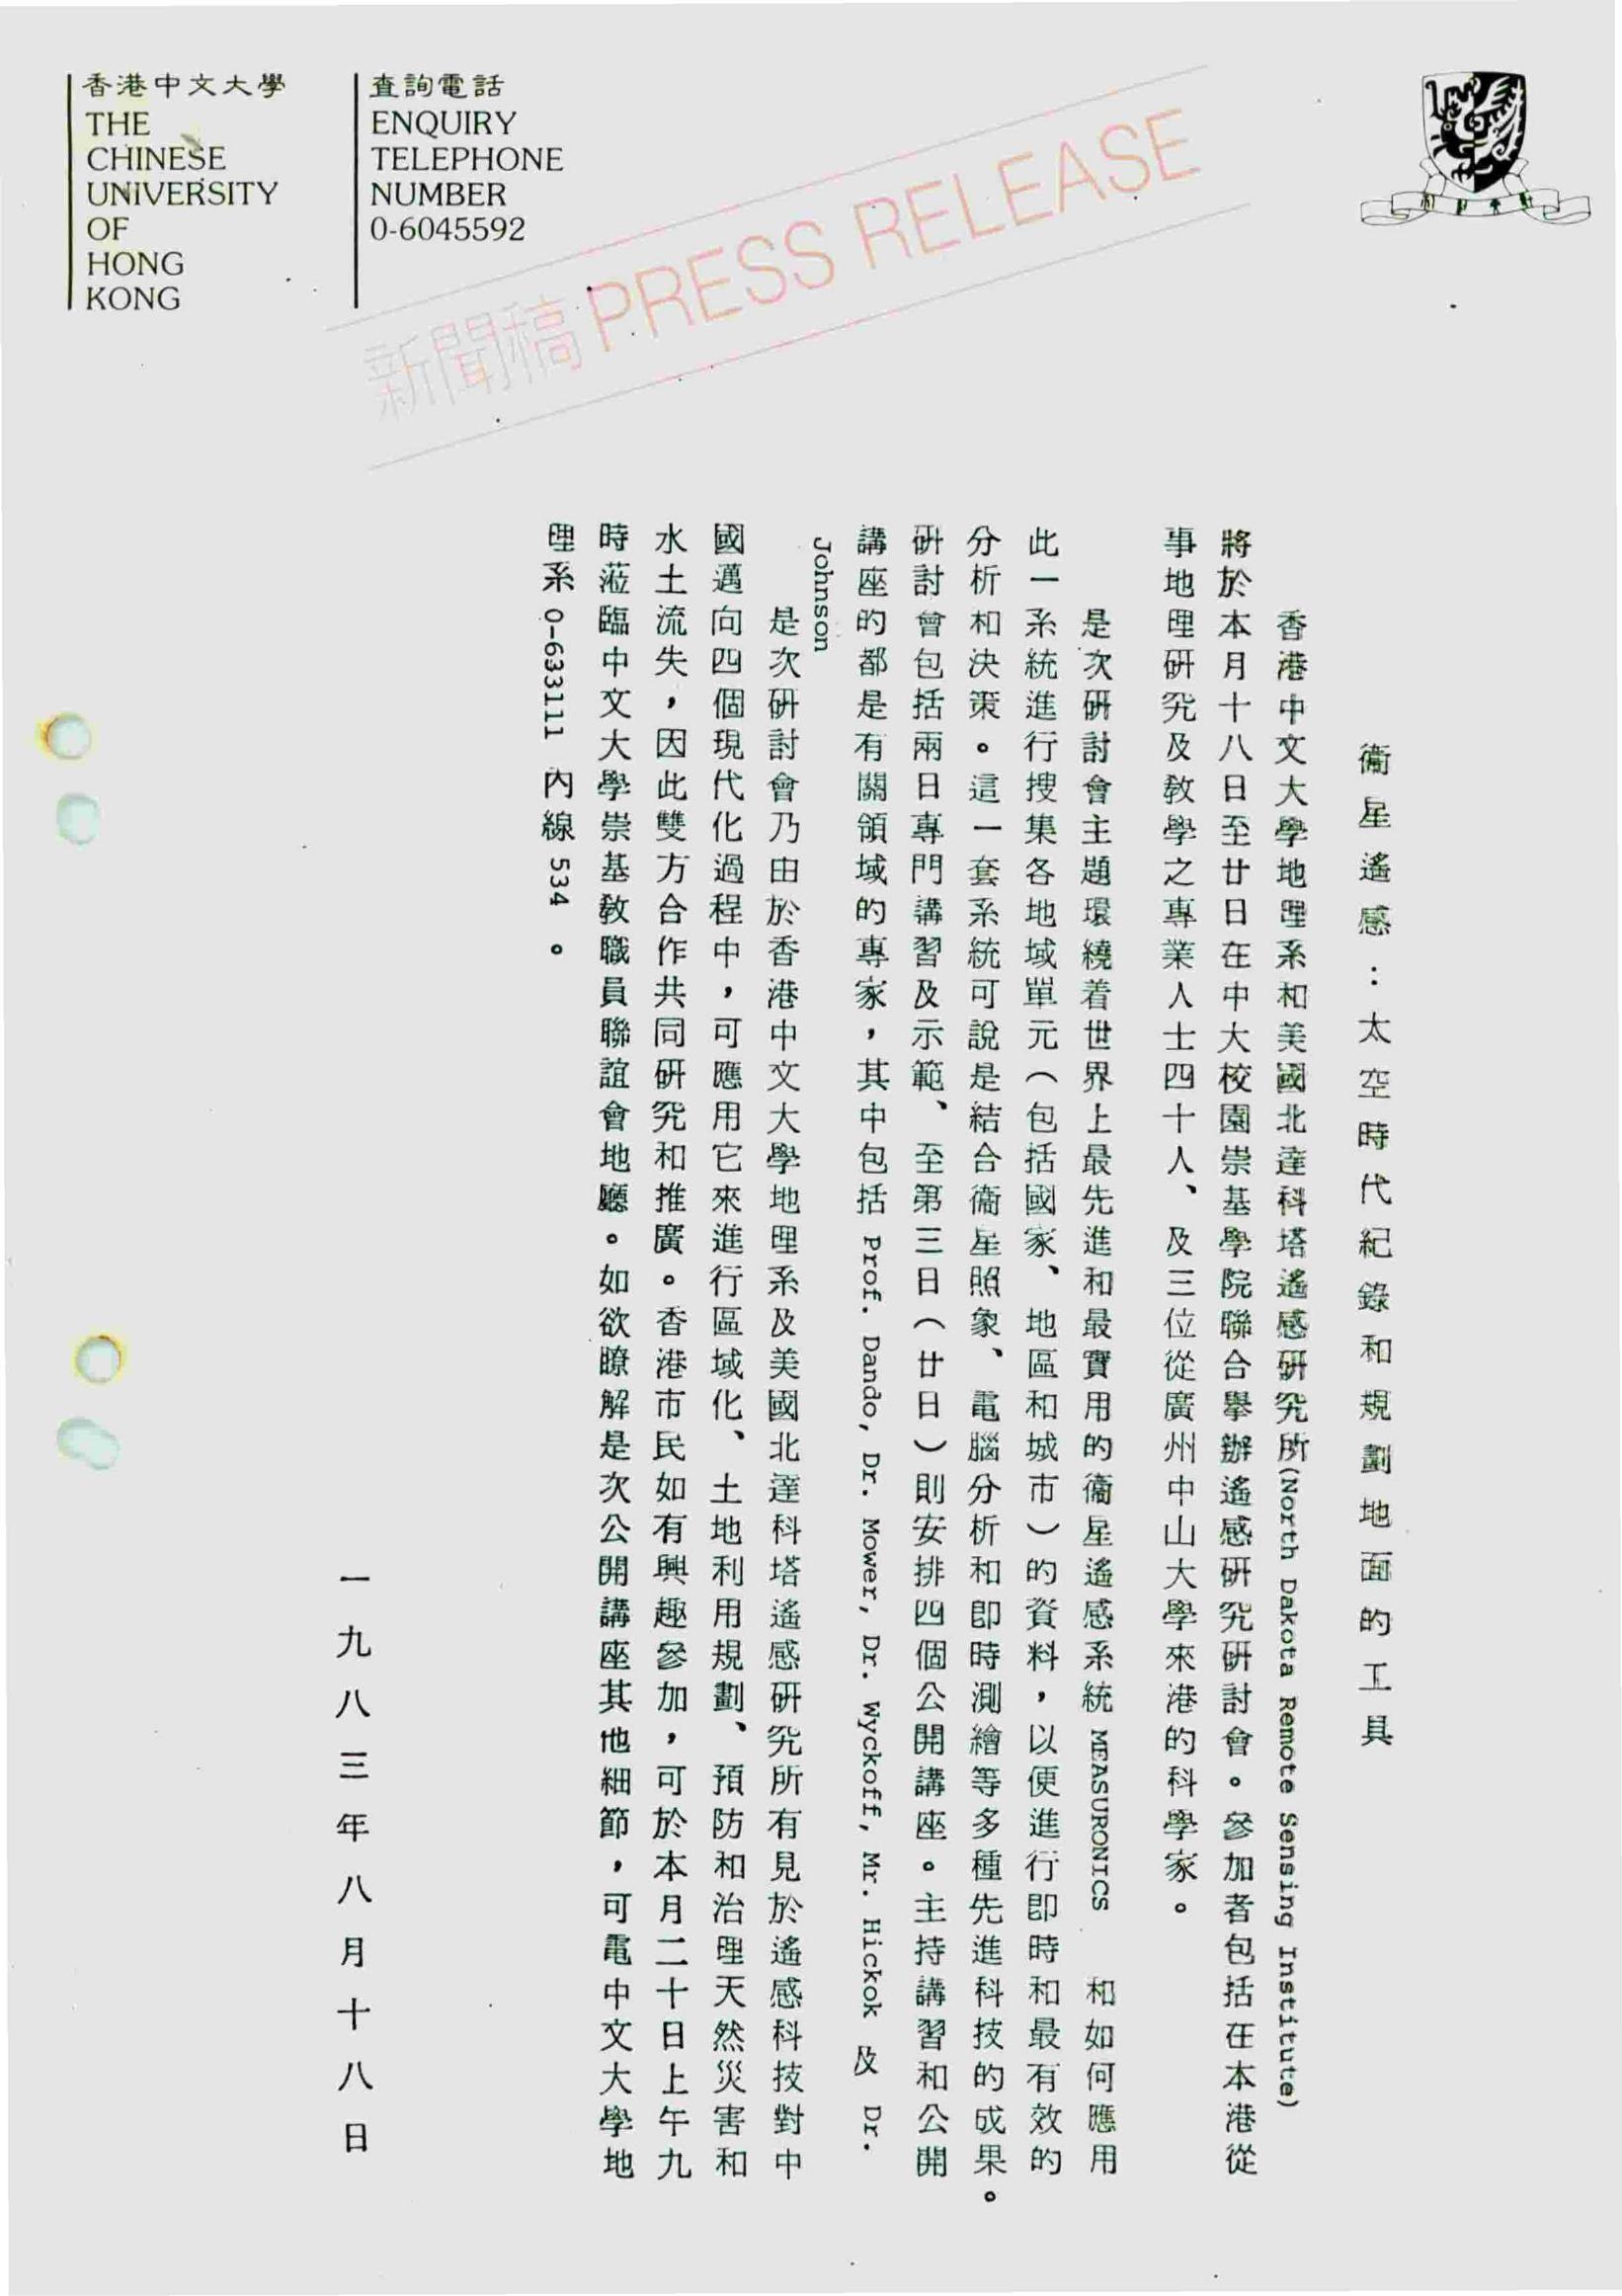 香港中文大學
THE
CHINESE
UNIVERSITY
OF
HONG
KONG
查詢電話
ENQUIRY
TELEPHONE
NUMBER
0-6045592
新聞稿 PRESS RELEASE
衞星遙感：太空時代紀錄和規劃地面的工具
香港中文大學地理系和美國北達科塔遙感研究所(North Dakota Remote Sensing Institute)
將於本月十八日至廿日在中大校園崇基學院聯合舉辦遙感研究研討會。參加者包括在本港從
事地理研究及教學之專業人士四十人、及三位從廣州中山大學來港的科學家。
是次研討會主題環繞着世界上最先進和最實用的衞星遙感系統 MEASURONICS 和如何應用
此一系統進行搜集各地域單元（包括國家、地區和城市）的資料，以便進行即時和最有效的
分析和決策。這一套系統可說是結合衞星照象、電腦分析和即時測繪等多種先進科技的成果。
研討會包括兩日專門講習及示範、至第三日（廿日）則安排四個公開講座。主持講習和公開
講座的都是有關領域的專家，其中包括 Prof. Dando, Dr. Mower, Dr. Wyckoff, Mr. Hickok 及 Dr.
Johnson
是次研討會乃由於香港中文大學地理系及美國北達科塔遙感研究所有見於遙感科技對中
國邁向四個現代化過程中，可應用它來進行區域化、土地利用規劃、預防和治理天然災害和
水土流失，因此雙方合作共同研究和推廣。香港市民如有興趣參加，可於本月二十日上午九
時蒞臨中文大學崇基教職員聯誼會地廳。如欲瞭解是次公開講座其他細節，可電中文大學地
理系 0-633111 內線 534 。
一九八三年八月十八日